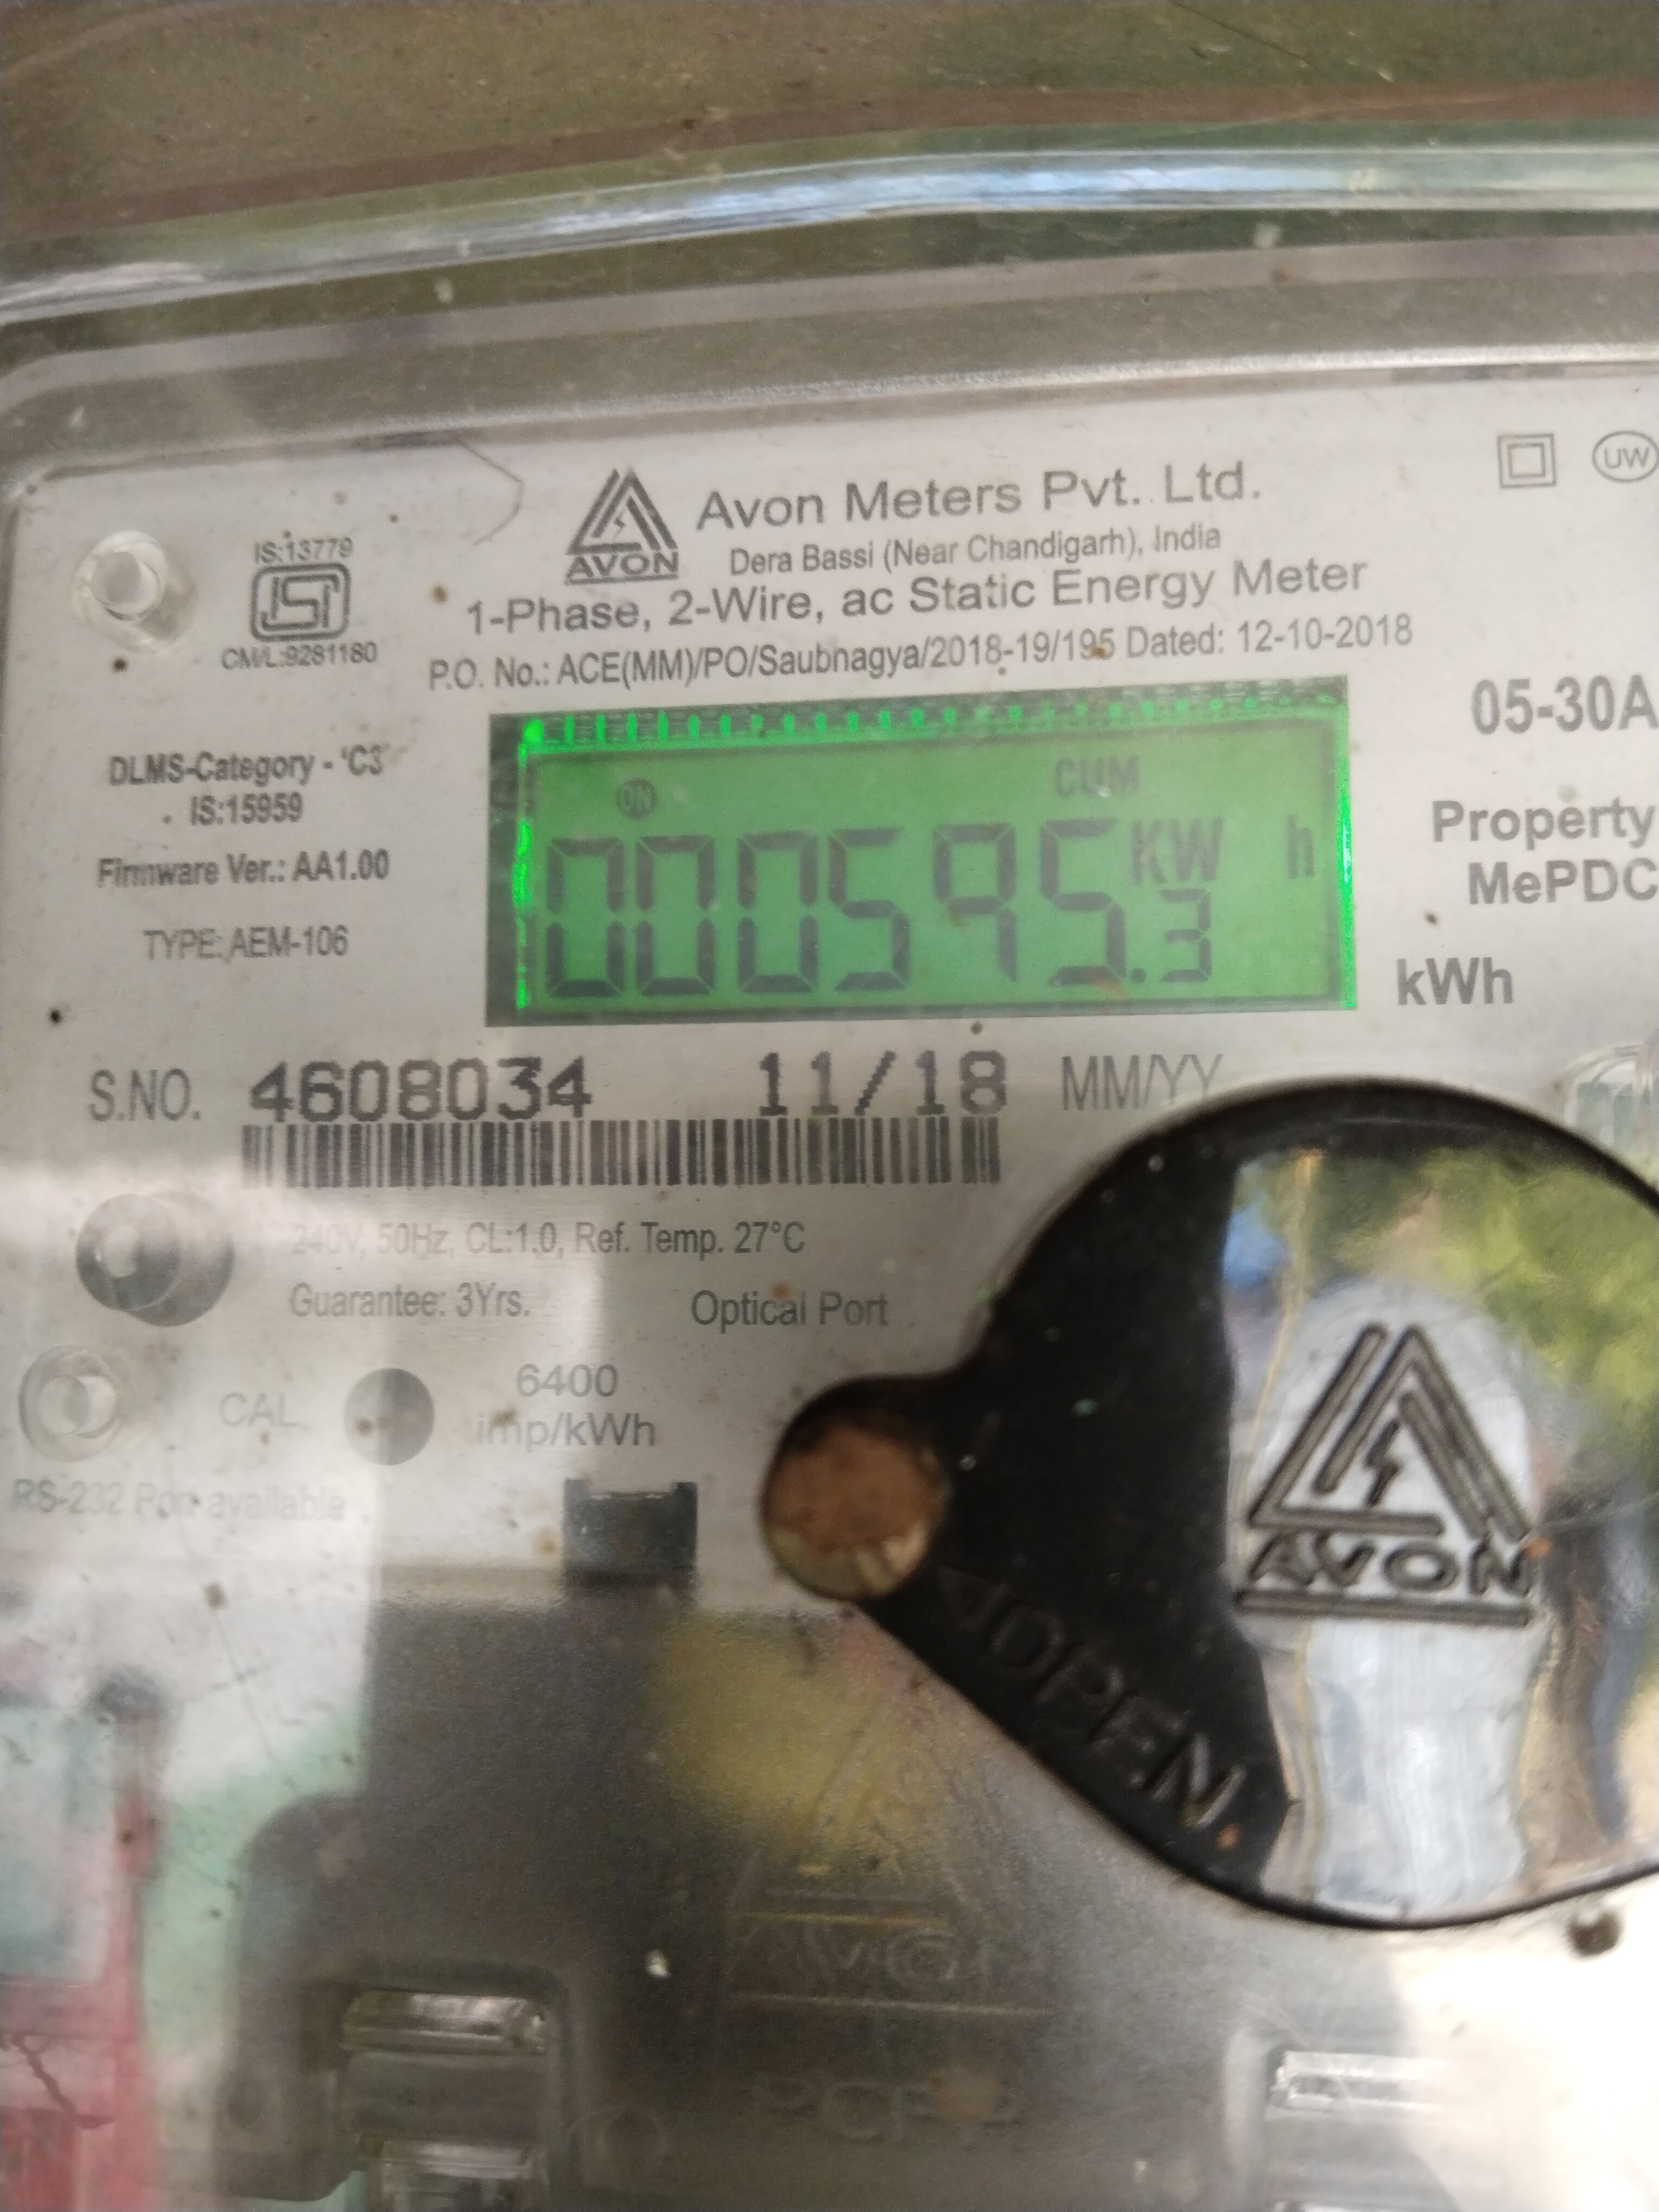 UW
Avon Meters Pvt. Ltd.
AVON
Dera Bassi (Near Chandigarh), India
1-Phase, 2-Wire, ac Static Energy Meter
P.O. No.: ACE(MM)/PO/Saubnagya/2018-19/195 Dated: 12-10-2018
IS:13779
ISI
CM/L:9281180
05-30A
DLMS-Category - 'C3'
IS:15959
Firmware Ver.: AA1.00
TYPE: AEM-106
CUM
000595.3 KW h
Property
MePDC
kWh
S.NO. 4608034 11/18 MM/YY
240V, 50Hz, CL:1.0, Ref. Temp. 27°C
Guarantee: 3Yrs.
Optical Port
CAL
6400
imp/kWh
RS-232 Port available
AVON
OPEN